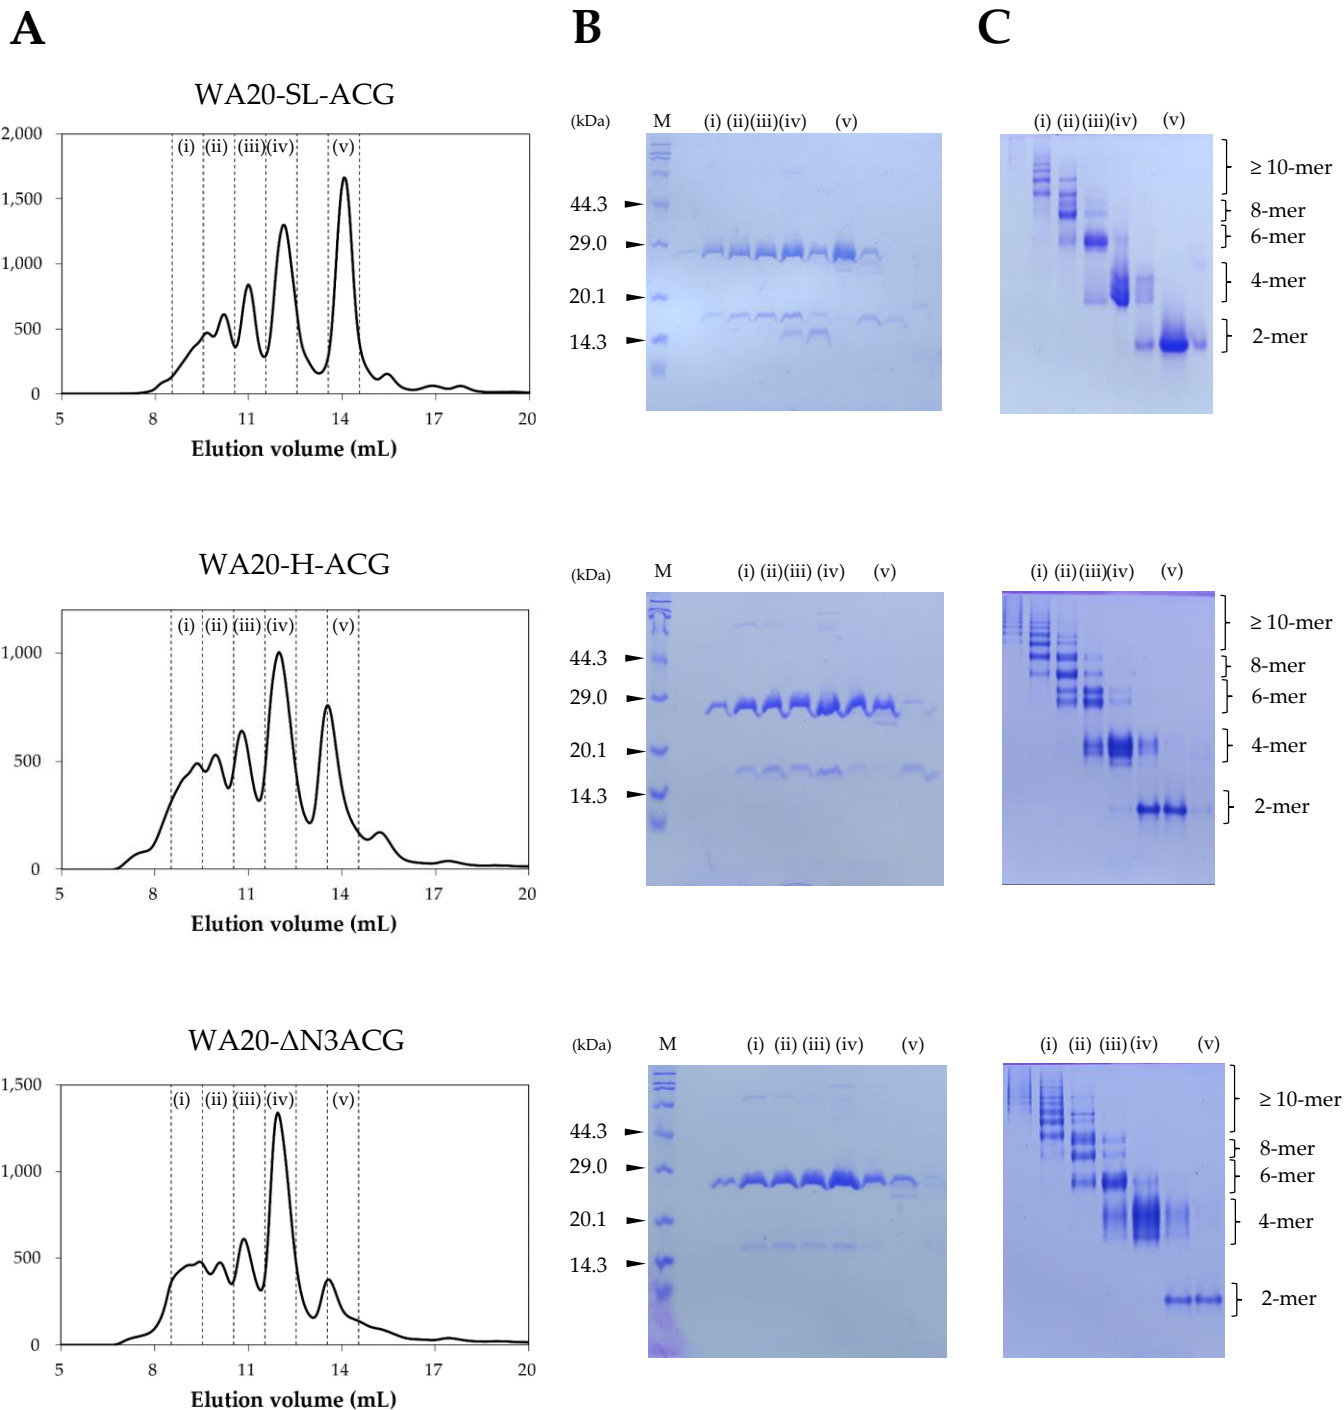 A
B
C
WA20-SL-ACG
2,000
1,500
1,000
500
0
(i) (ii) (iii) (iv) (v)
5 8 11 14 17 20
Elution volume (mL)
(kDa) M (i) (ii) (iii) (iv) (v)
44.3
29.0
20.1
14.3
(i) (ii) (iii) (iv) (v)
≥ 10-mer
8-mer
6-mer
4-mer
2-mer
WA20-H-ACG
1,000
500
0
(i) (ii) (iii) (iv) (v)
5 8 11 14 17 20
Elution volume (mL)
(kDa) M (i) (ii) (iii) (iv) (v)
44.3
29.0
20.1
14.3
(i) (ii) (iii) (iv) (v)
≥ 10-mer
8-mer
6-mer
4-mer
2-mer
WA20-ΔN3ACG
1,500
1,000
500
0
(i) (ii) (iii) (iv) (v)
5 8 11 14 17 20
Elution volume (mL)
(kDa) M (i) (ii) (iii) (iv) (v)
44.3
29.0
20.1
14.3
(i) (ii) (iii) (iv) (v)
≥ 10-mer
8-mer
6-mer
4-mer
2-mer